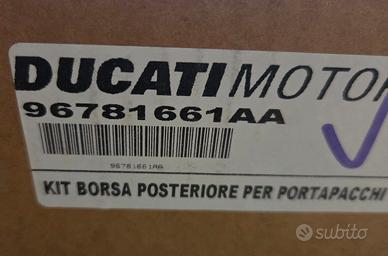 DUCATI MOTOR
96781661AA
96781661AA
KIT BORSA POSTERIORE PER PORTAPACCHI
subito